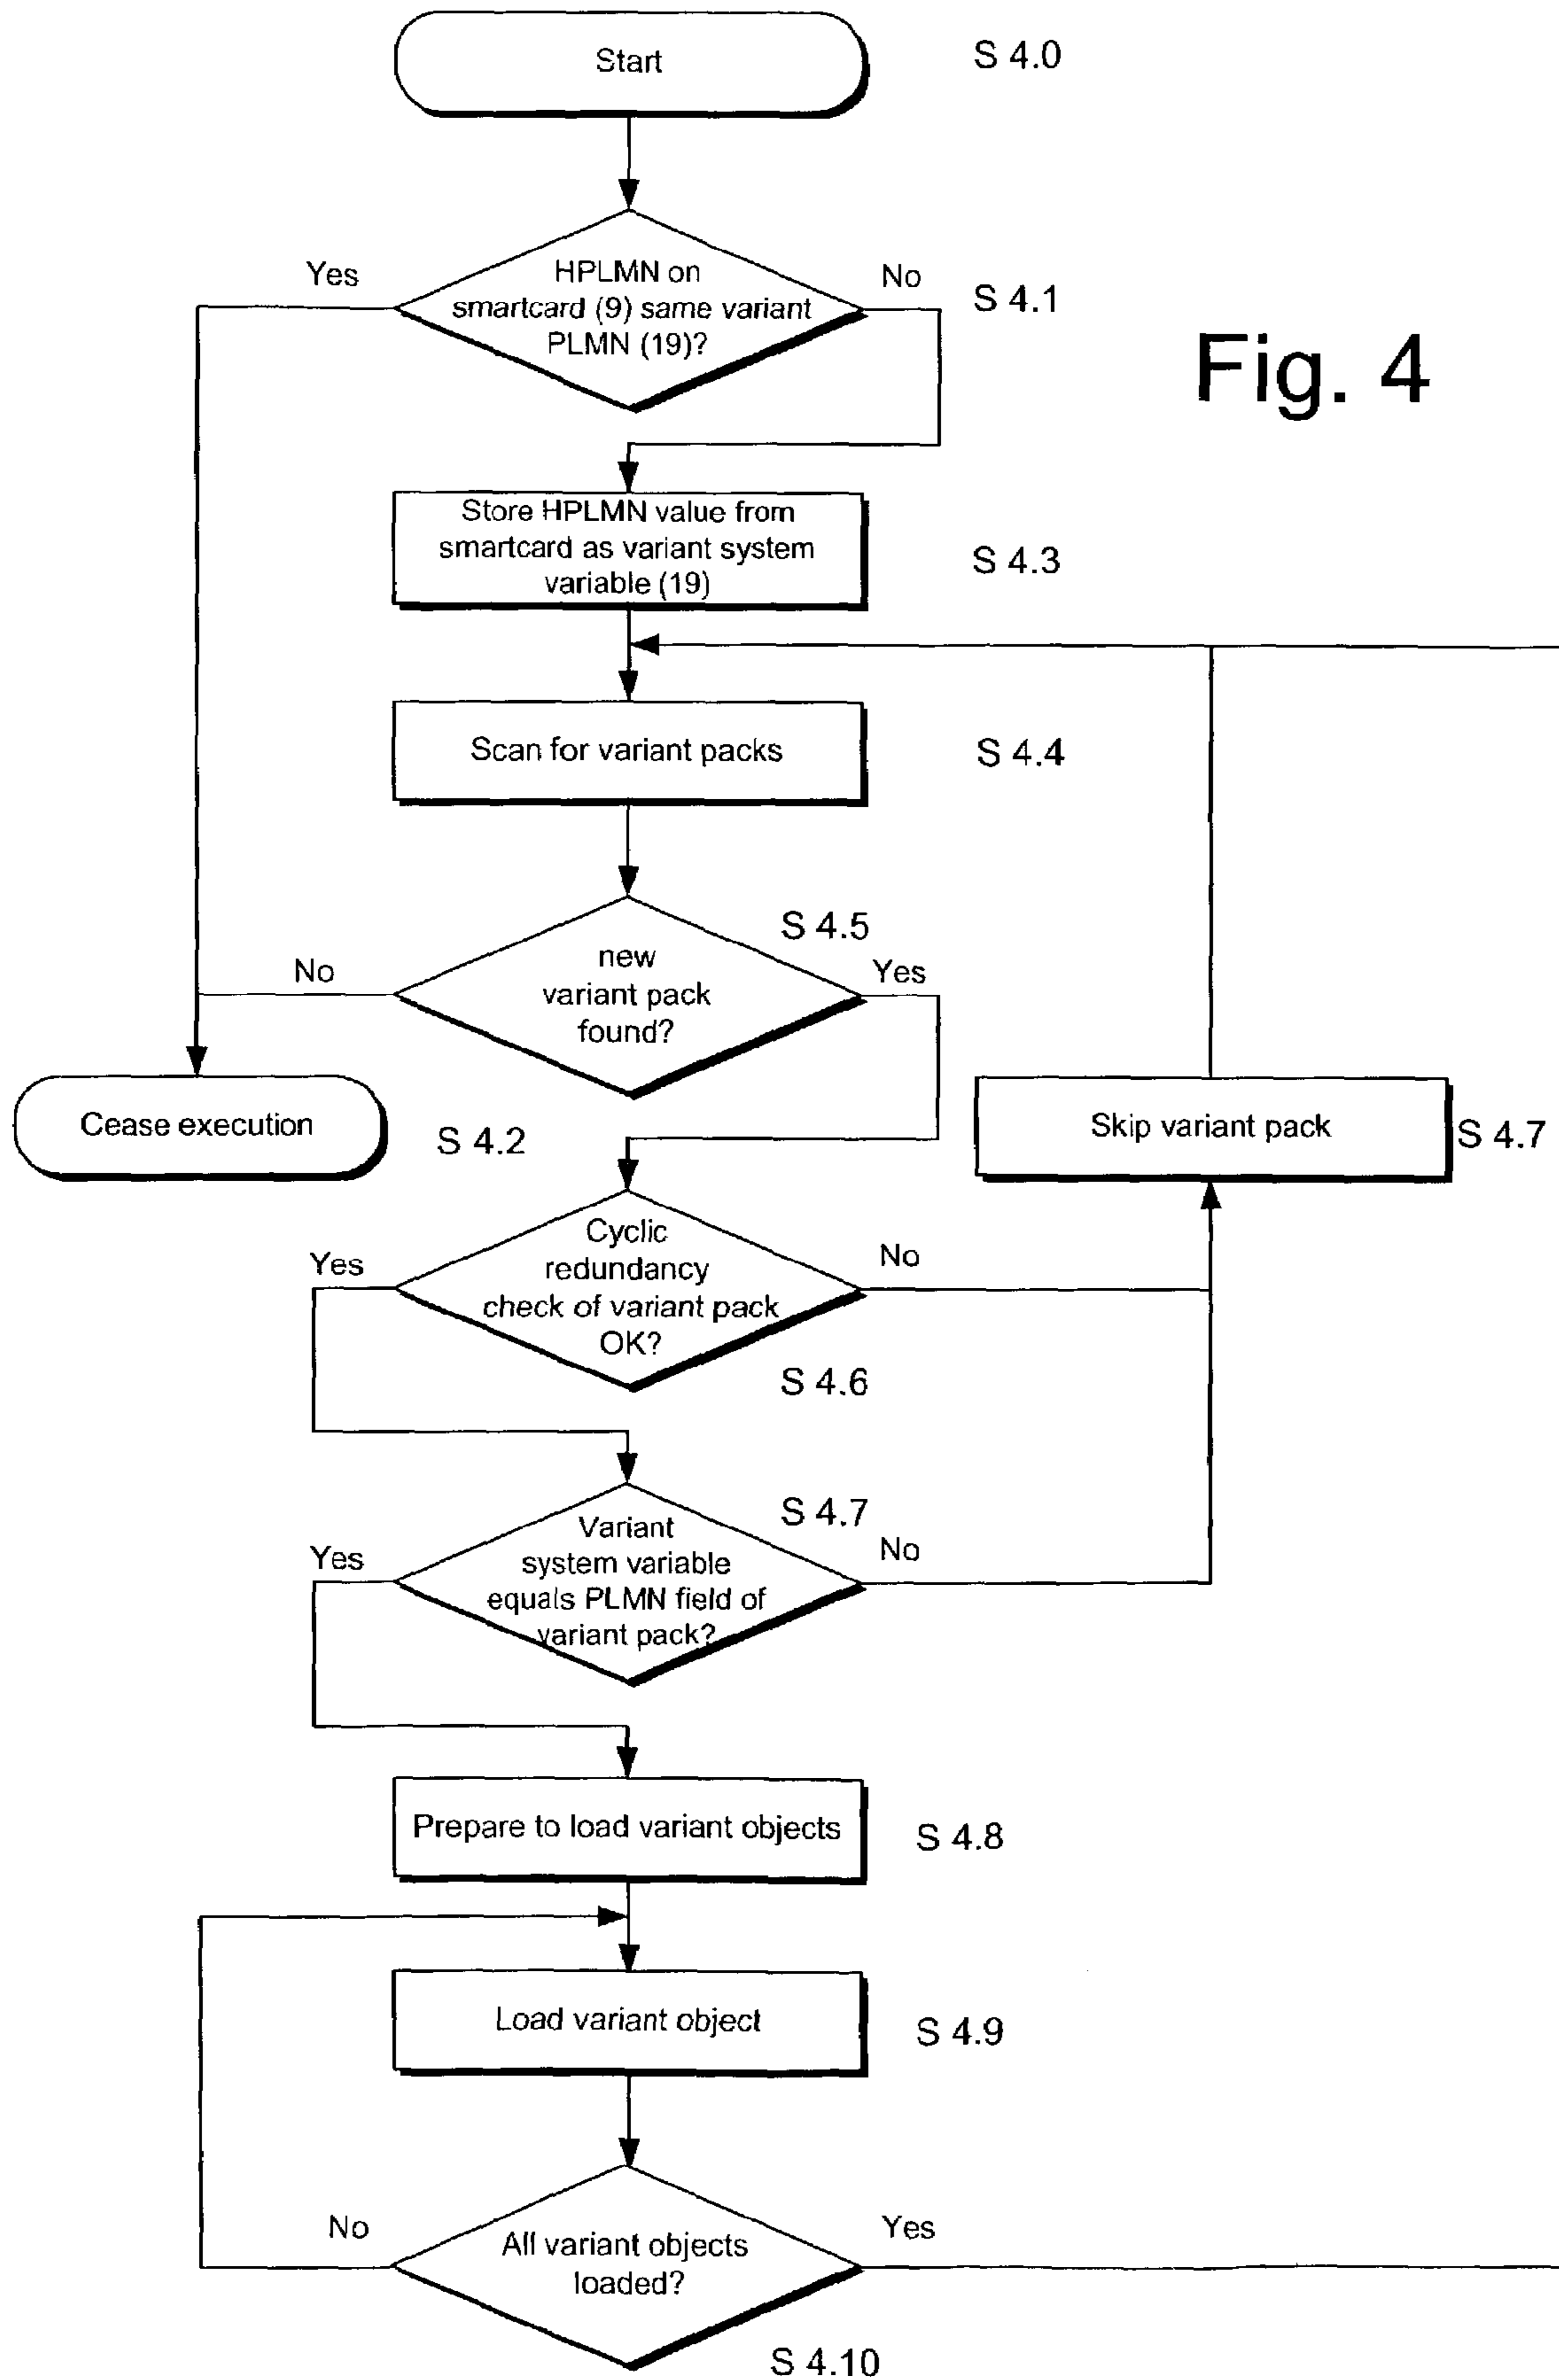 Start
S 4.0
Yes
HPLMN on
smartcard (9) same variant
PLMN (19)?
No
S 4.1
Fig. 4
Store HPLMN value from
smartcard as variant system
variable (19)
S 4.3
Scan for variant packs
S 4.4
S 4.5
No
new
variant pack
found?
Yes
Cease execution
S 4.2
Skip variant pack
S 4.7
Yes
Cyclic
redundancy
check of variant pack
OK?
No
S 4.6
S 4.7
Yes
Variant
system variable
equals PLMN field of
variant pack?
No
Prepare to load variant objects
S 4.8
Load variant object
S 4.9
No
All variant objects
loaded?
Yes
S 4.10